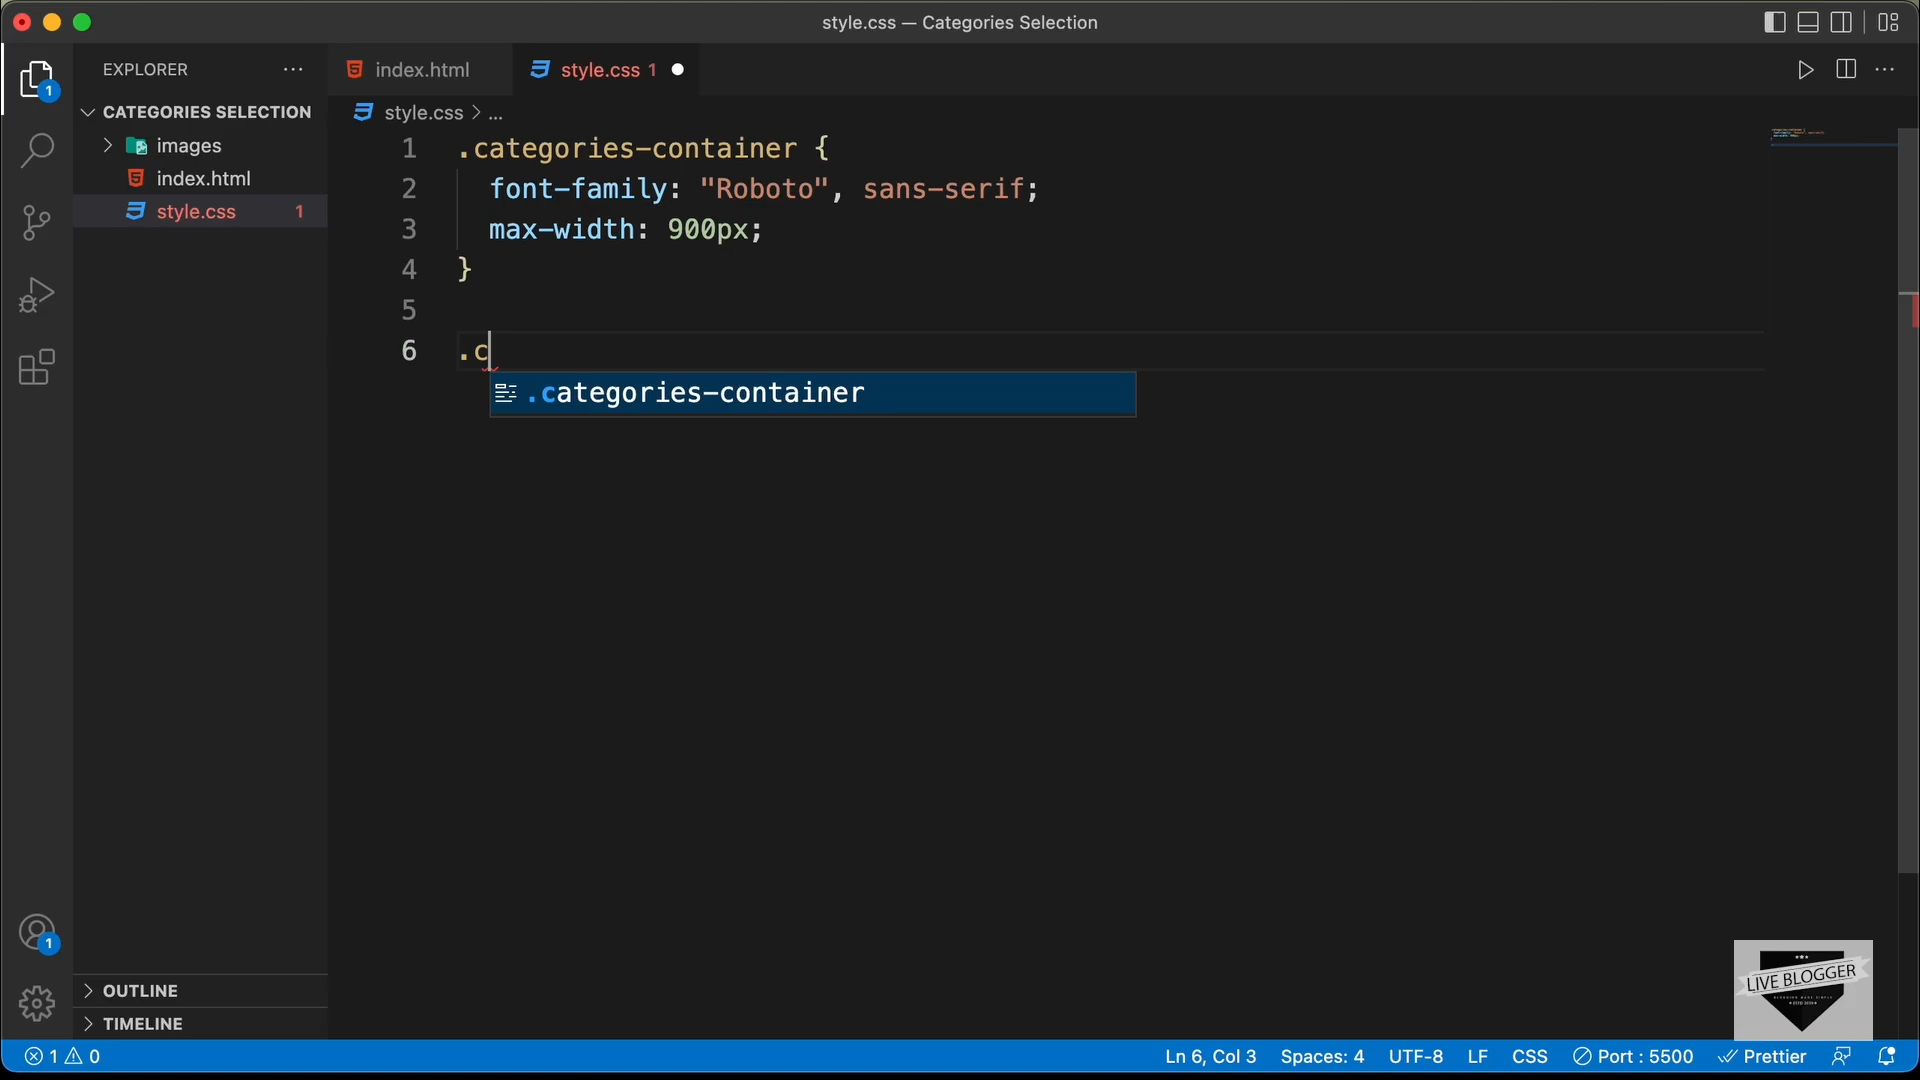 style.css — Categories Selection
EXPLORER
index.html
style.css 1
1
CATEGORIES SELECTION
style.css > ...
images
index.html
style.css 1
1 .categories-container {
2 font-family: "Roboto", sans-serif;
3 max-width: 900px;
4 }
5
6 .c
.categories-container
1
OUTLINE
TIMELINE
LIVE BLOGGER
1 0
Ln 6, Col 3
Spaces: 4
UTF-8
LF
CSS
Port : 5500
Prettier